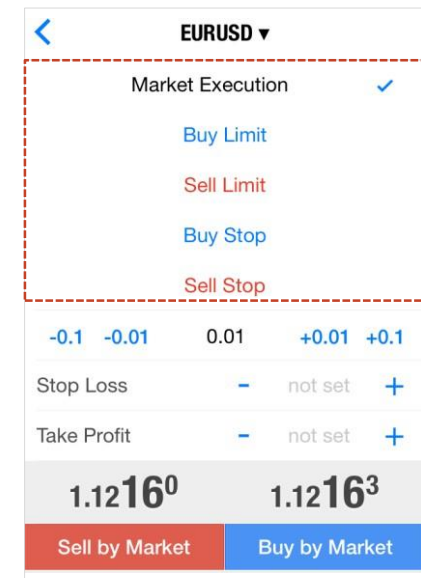 EURUSD ▾
Market Execution ✓
Buy Limit
Sell Limit
Buy Stop
Sell Stop
-0.1 -0.01 0.01 +0.01 +0.1
Stop Loss - not set +
Take Profit - not set +
1.12160 1.12163
Sell by Market Buy by Market